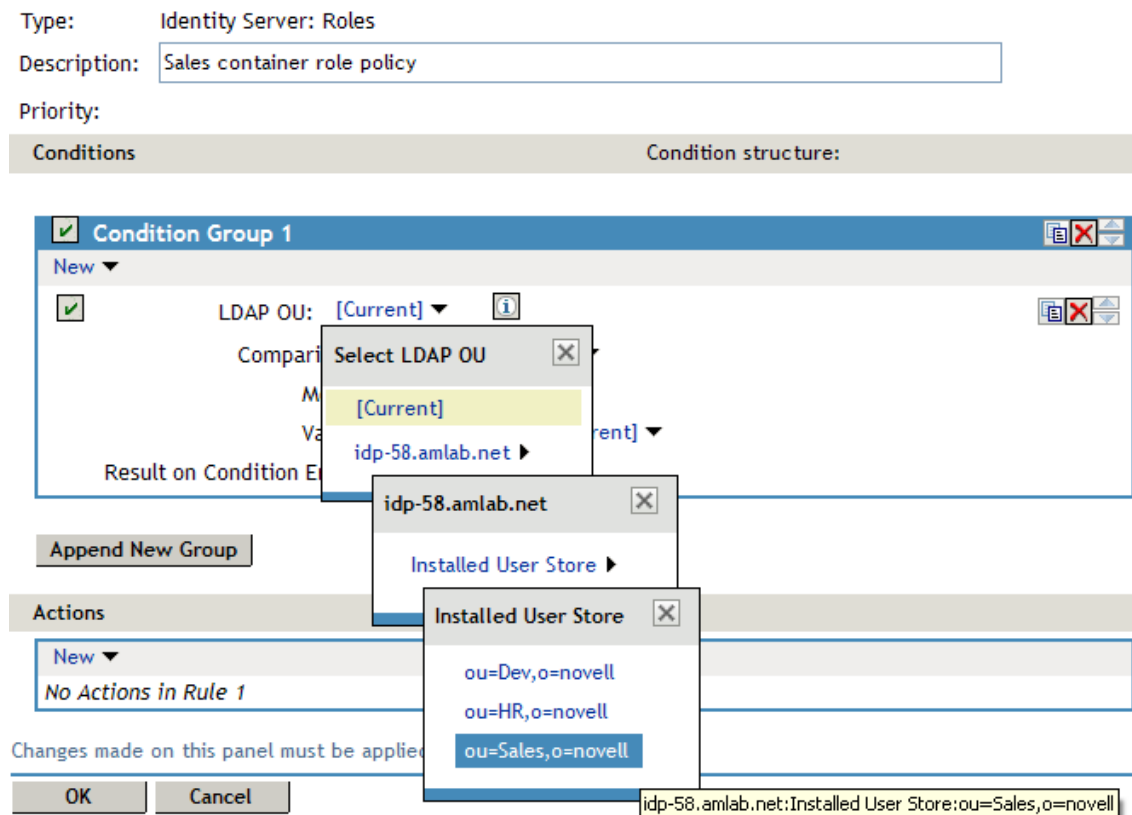 Type: Identity Server: Roles
Description: Sales container role policy
Priority:
Conditions Condition structure:
Condition Group 1
New
LDAP OU: [Current]
Select LDAP OU
[Current]
idp-58.amlab.net
Result on Condition
idp-58.amlab.net
Append New Group
Installed User Store
Actions
Installed User Store
New
ou=Dev,o=novell
No Actions in Rule 1
ou=HR,o=novell
Changes made on this panel must be
ou=Sales,o=novell
OK Cancel
idp-58.amlab.net:Installed User Store:ou=Sales,o=novell